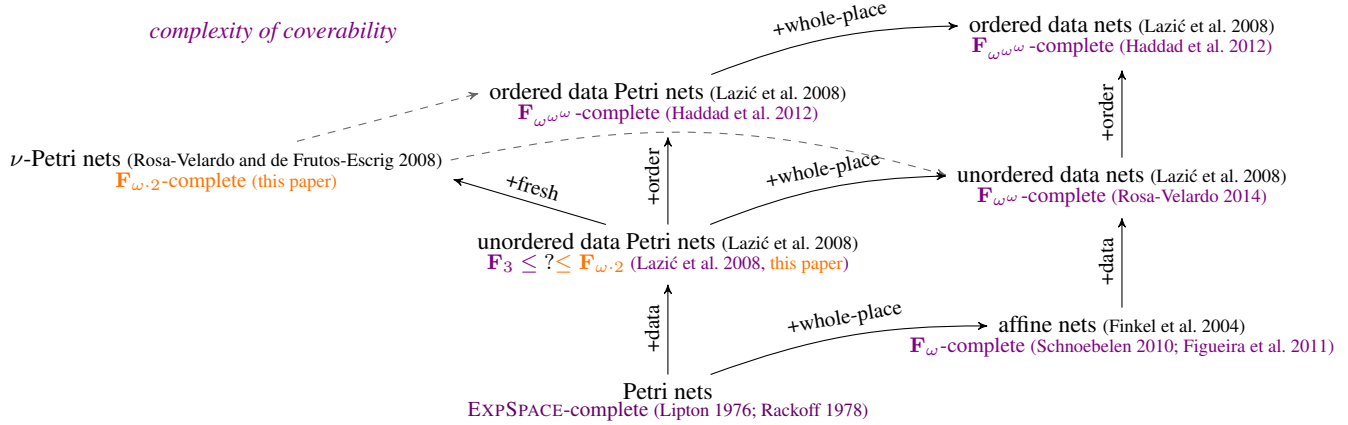 complexity of coverability
+whole-place
ordered data nets (Lazić et al. 2008)
F_{ω^{ω^ω}}-complete (Haddad et al. 2012)
ordered data Petri nets (Lazić et al. 2008)
F_{ω^{ω^ω}}-complete (Haddad et al. 2012)
+order
ν-Petri nets (Rosa-Velardo and de Frutos-Escrig 2008)
F_{ω·2}-complete (this paper)
+fresh
+order
+whole-place
unordered data nets (Lazić et al. 2008)
F_{ω^ω}-complete (Rosa-Velardo 2014)
unordered data Petri nets (Lazić et al. 2008)
F_3 ≤ ?≤ F_{ω·2} (Lazić et al. 2008, this paper)
+data
+data
+whole-place
affine nets (Finkel et al. 2004)
F_ω-complete (Schnoebelen 2010; Figueira et al. 2011)
Petri nets
EXPSPACE-complete (Lipton 1976; Rackoff 1978)